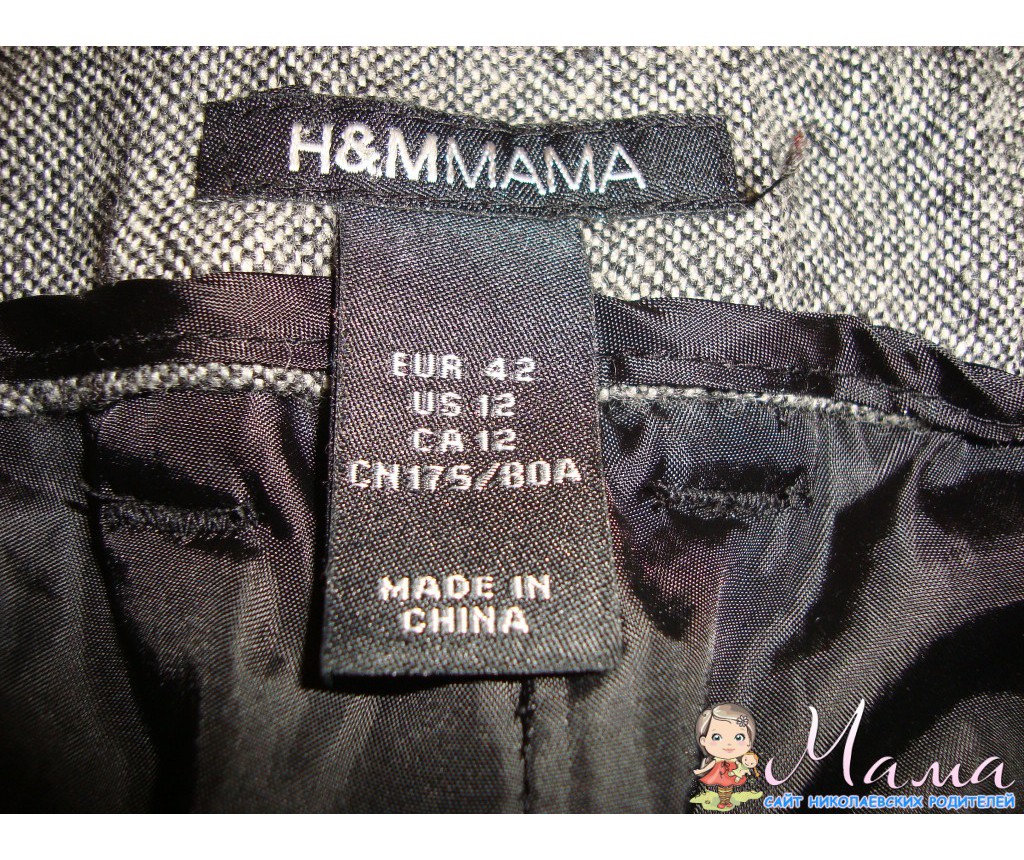 H&MMAMA
EUR 42
US 12
CA 12
CN175/80A
MADE IN
CHINA
Мама
САЙТ НИКОЛАЕВСКИХ РОДИТЕЛЕЙ